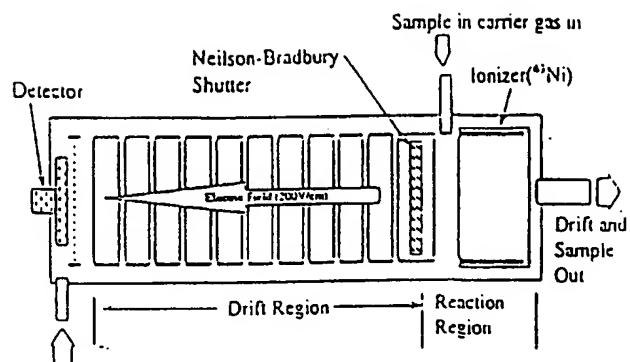 Sample in carrier gas in
Neilson-Bradbury
Shutter
Ionizer(⁶³Ni)
Detector
Electric Field (200V/cm)
Drift and
Sample
Out
Drift Region
Reaction
Region